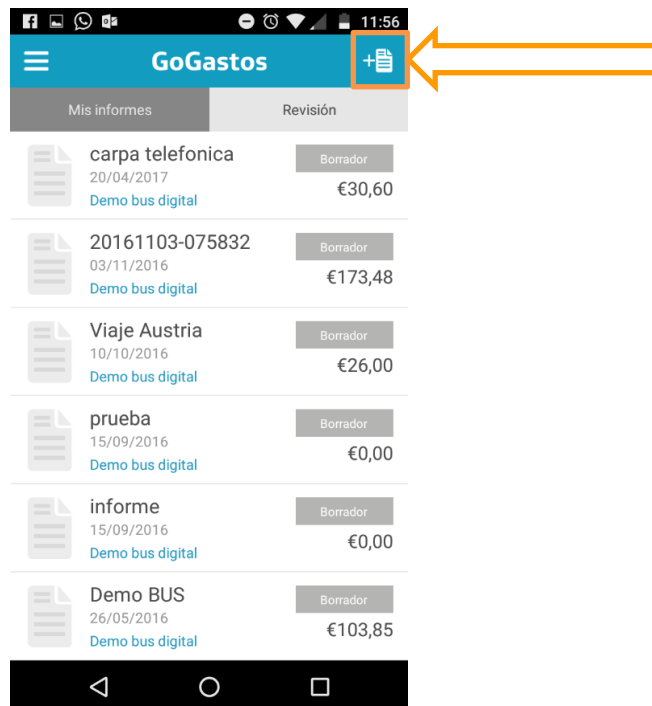 11:56
GoGastos
Mis informes Revisión
carpa telefonica Borrador
20/04/2017 €30,60
Demo bus digital
20161103-075832 Borrador
03/11/2016 €173,48
Demo bus digital
Viaje Austria Borrador
10/10/2016 €26,00
Demo bus digital
prueba Borrador
15/09/2016 €0,00
Demo bus digital
informe Borrador
15/09/2016 €0,00
Demo bus digital
Demo BUS Borrador
26/05/2016 €103,85
Demo bus digital